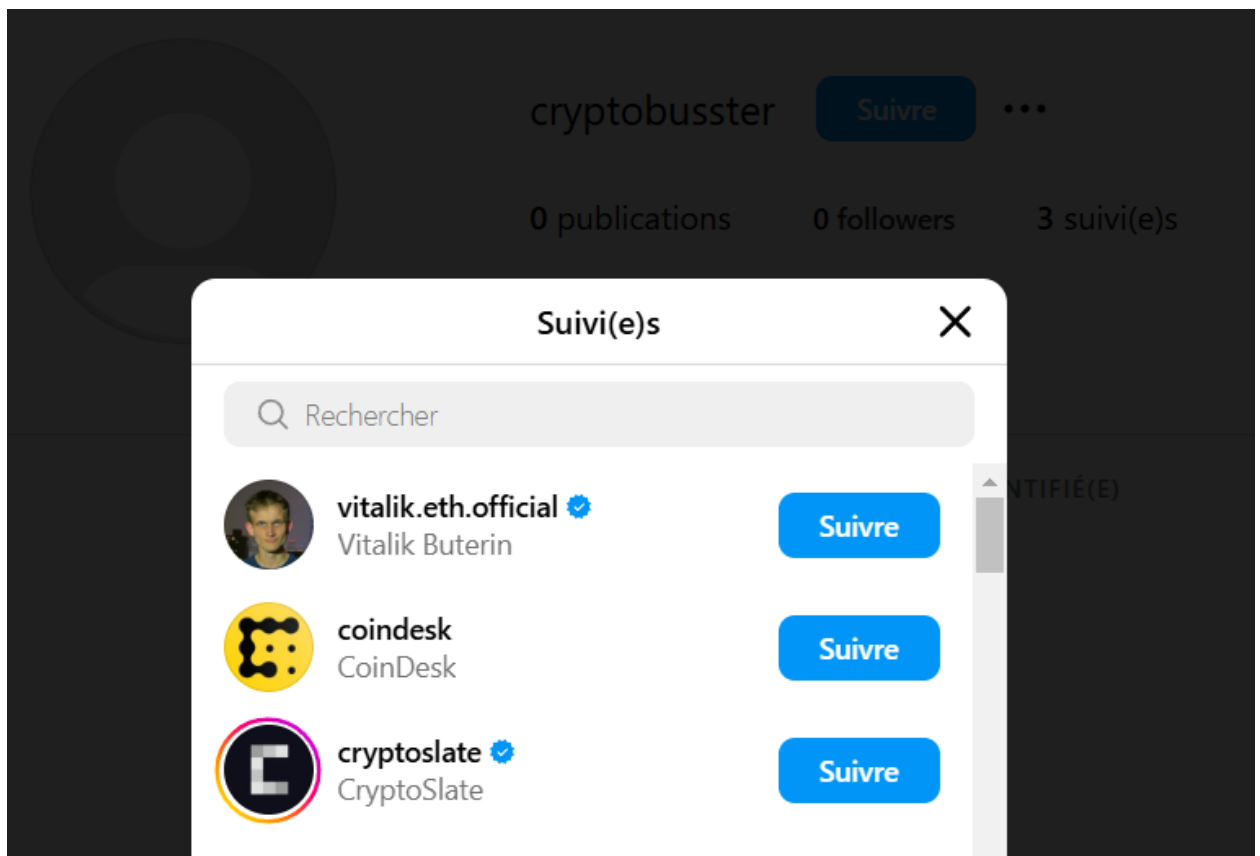 cryptobusster Suivre
0 publications 0 followers 3 suivi(e)s
Suivi(e)s
Rechercher
NTIFIÉ(E)
vitalik.eth.official
Vitalik Buterin
Suivre
coindesk
CoinDesk
Suivre
cryptoslate
CryptoSlate
Suivre